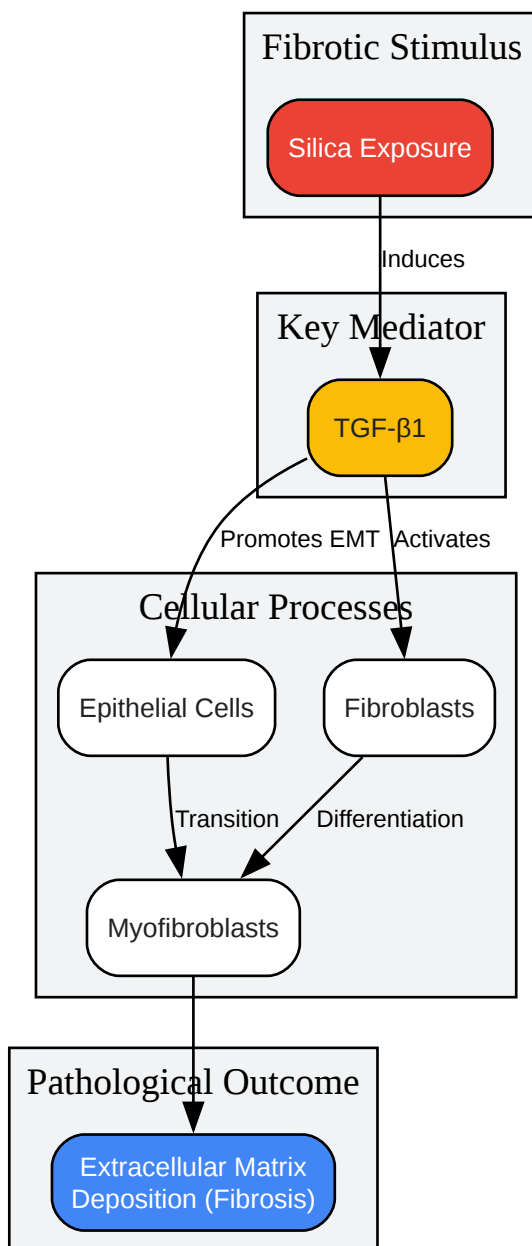 Fibrotic Stimulus
Silica Exposure
Induces
Key Mediator
TGF-β1
Promotes EMT
Activates
Cellular Processes
Epithelial Cells
Fibroblasts
Transition
Differentiation
Myofibroblasts
Pathological Outcome
Extracellular Matrix
Deposition (Fibrosis)